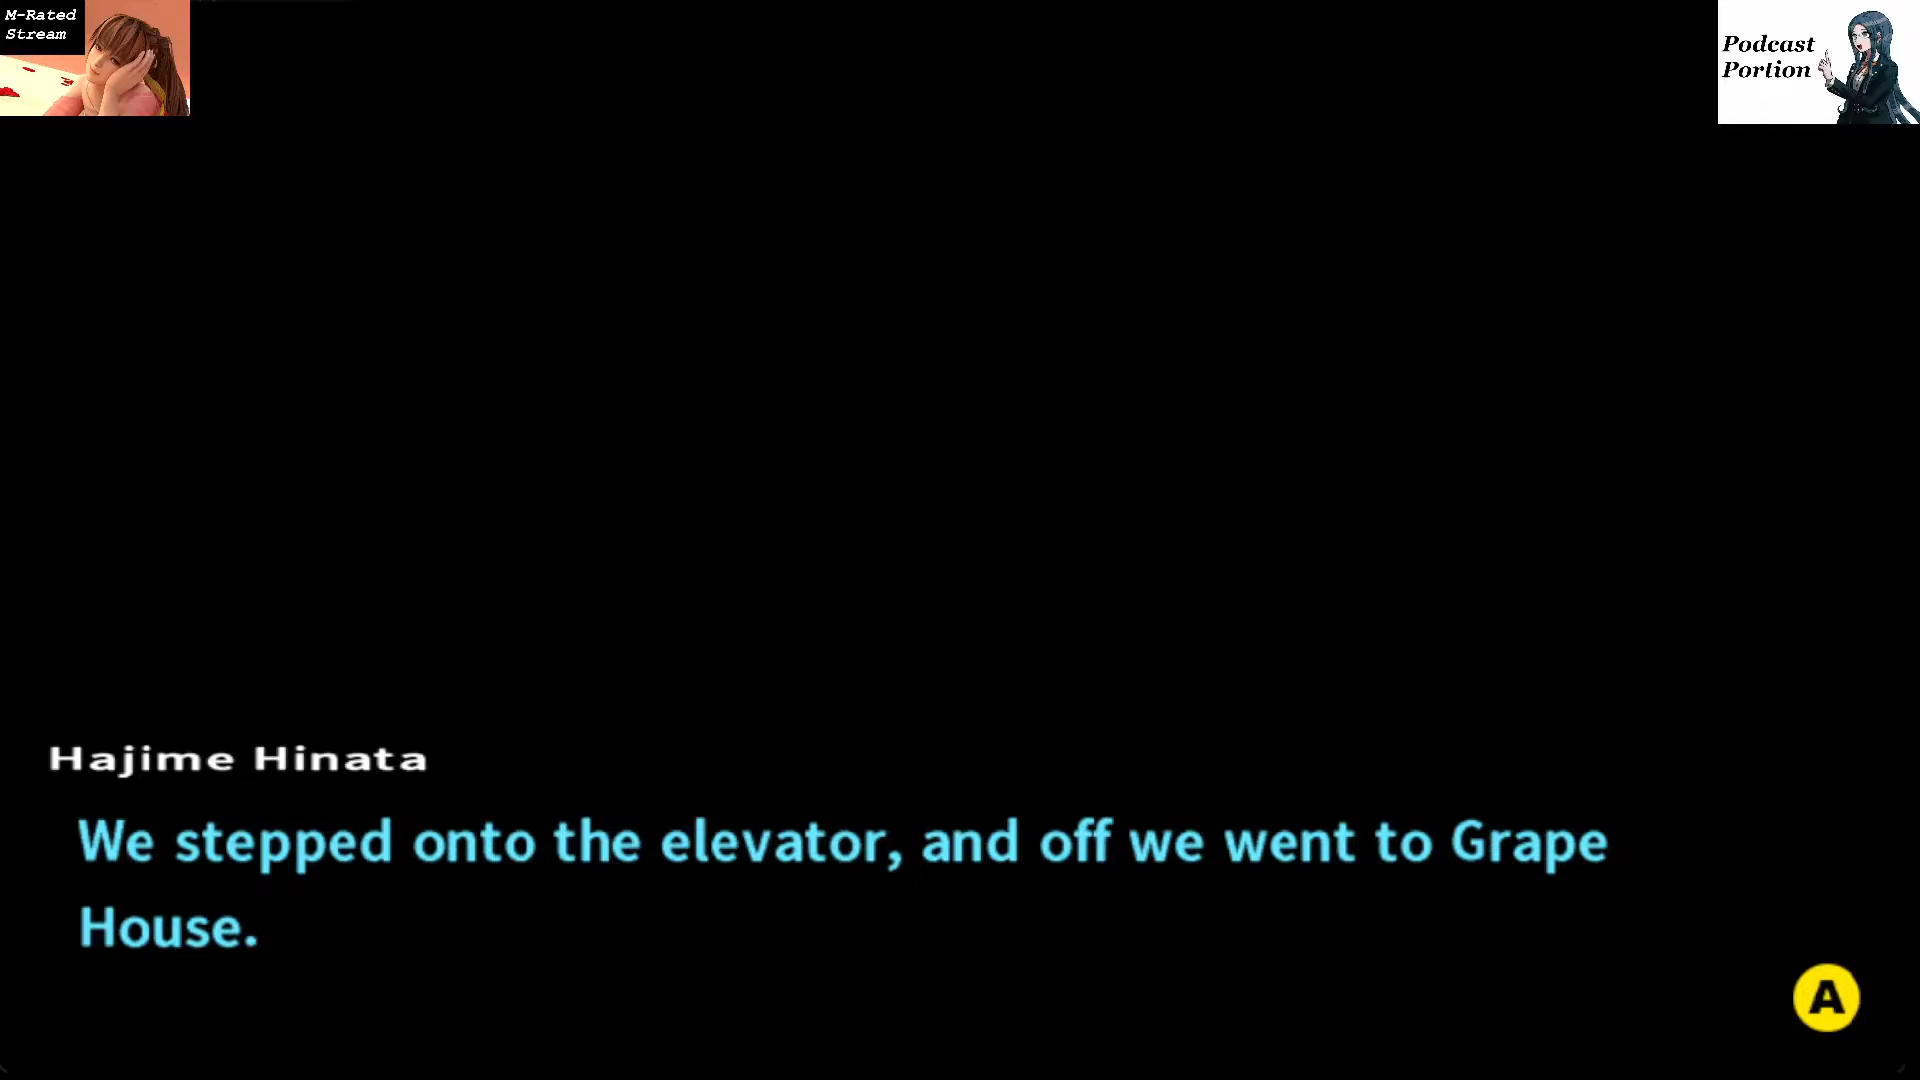 M-Rated
Stream
Podcast
Portion
Hajime Hinata
We stepped onto the elevator, and off we went to Grape
House.
A